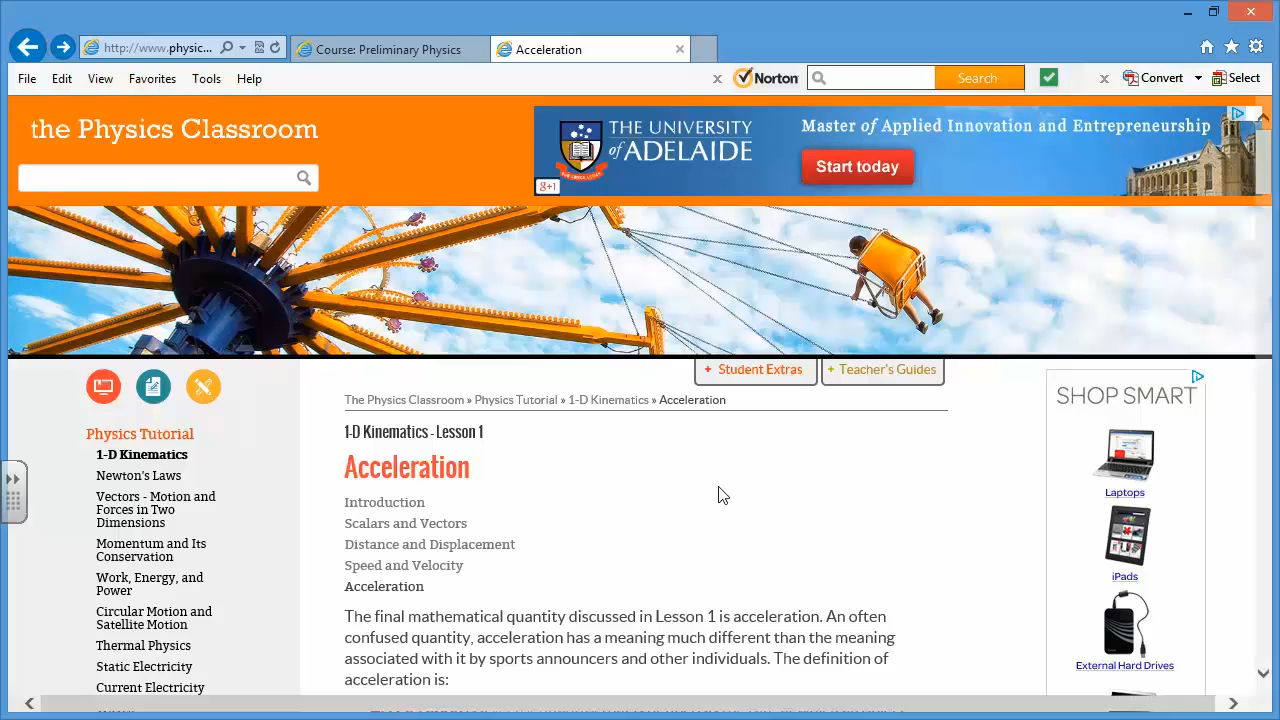 http://www.physic...
Course: Preliminary Physics
Acceleration
File Edit View Favorites Tools Help
Norton
Search
Convert
Select
the Physics Classroom
THE UNIVERSITY
of ADELAIDE
Master of Applied Innovation and Entrepreneurship
Start today
g+1
+ Student Extras
+ Teacher's Guides
The Physics Classroom » Physics Tutorial » 1-D Kinematics » Acceleration
1-D Kinematics - Lesson 1
Acceleration
Introduction
Scalars and Vectors
Distance and Displacement
Speed and Velocity
Acceleration
The final mathematical quantity discussed in Lesson 1 is acceleration. An often
confused quantity, acceleration has a meaning much different than the meaning
associated with it by sports announcers and other individuals. The definition of
acceleration is:
Physics Tutorial
1-D Kinematics
Newton's Laws
Vectors - Motion and
Forces in Two
Dimensions
Momentum and Its
Conservation
Work, Energy, and
Power
Circular Motion and
Satellite Motion
Thermal Physics
Static Electricity
Current Electricity
SHOP SMART
Laptops
iPads
External Hard Drives